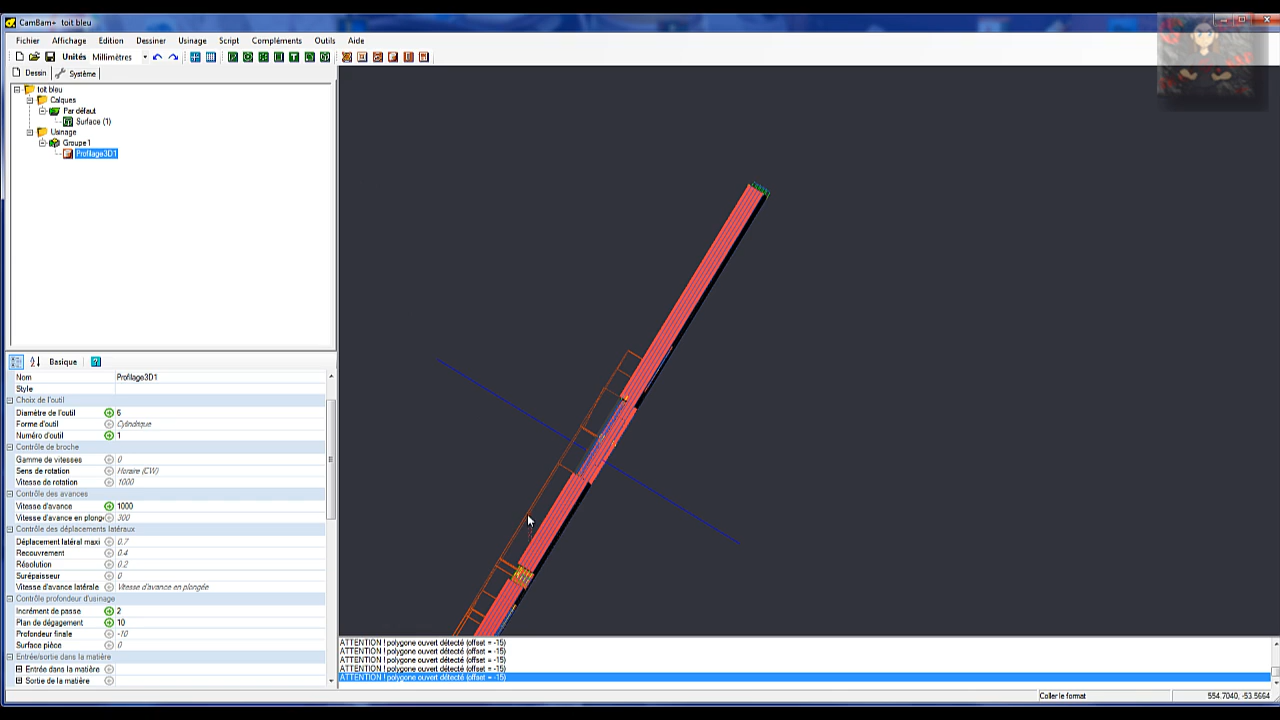 CamBam+ toit bleu
Fichier Affichage Edition Dessiner Usinage Script Compléments Outils Aide
Unités Millimètres
Dessin Système
toit bleu
Calques
Par défaut
Surface (1)
Usinage
Groupe1
Profilage3D1
Basique
Nom Profilage3D1
Style
Choix de l'outil
Diamètre de l'outil 6
Forme d'outil Cylindrique
Numéro d'outil 1
Contrôle de broche
Gamme de vitesses 0
Sens de rotation Horaire (CW)
Vitesse de rotation 1000
Contrôle des avances
Vitesse d'avance 1000
Vitesse d'avance en plong 300
Contrôle des déplacements latéraux
Déplacement latéral maxi 0.7
Recouvrement 0.4
Résolution 0.2
Surépaisseur 0
Vitesse d'avance latérale Vitesse d'avance en plongée
Contrôle profondeur d'usinage
Incrément de passe 2
Plan de dégagement 10
Profondeur finale -10
Surface pièce 0
Entrée/sortie dans la matière
Entrée dans la matière
Sortie de la matière
ATTENTION ! polygone ouvert détecté (offset = -15)
ATTENTION ! polygone ouvert détecté (offset = -15)
ATTENTION ! polygone ouvert détecté (offset = -15)
ATTENTION ! polygone ouvert détecté (offset = -15)
ATTENTION ! polygone ouvert détecté (offset = -15)
Coller le format 554.7040, -53.5664